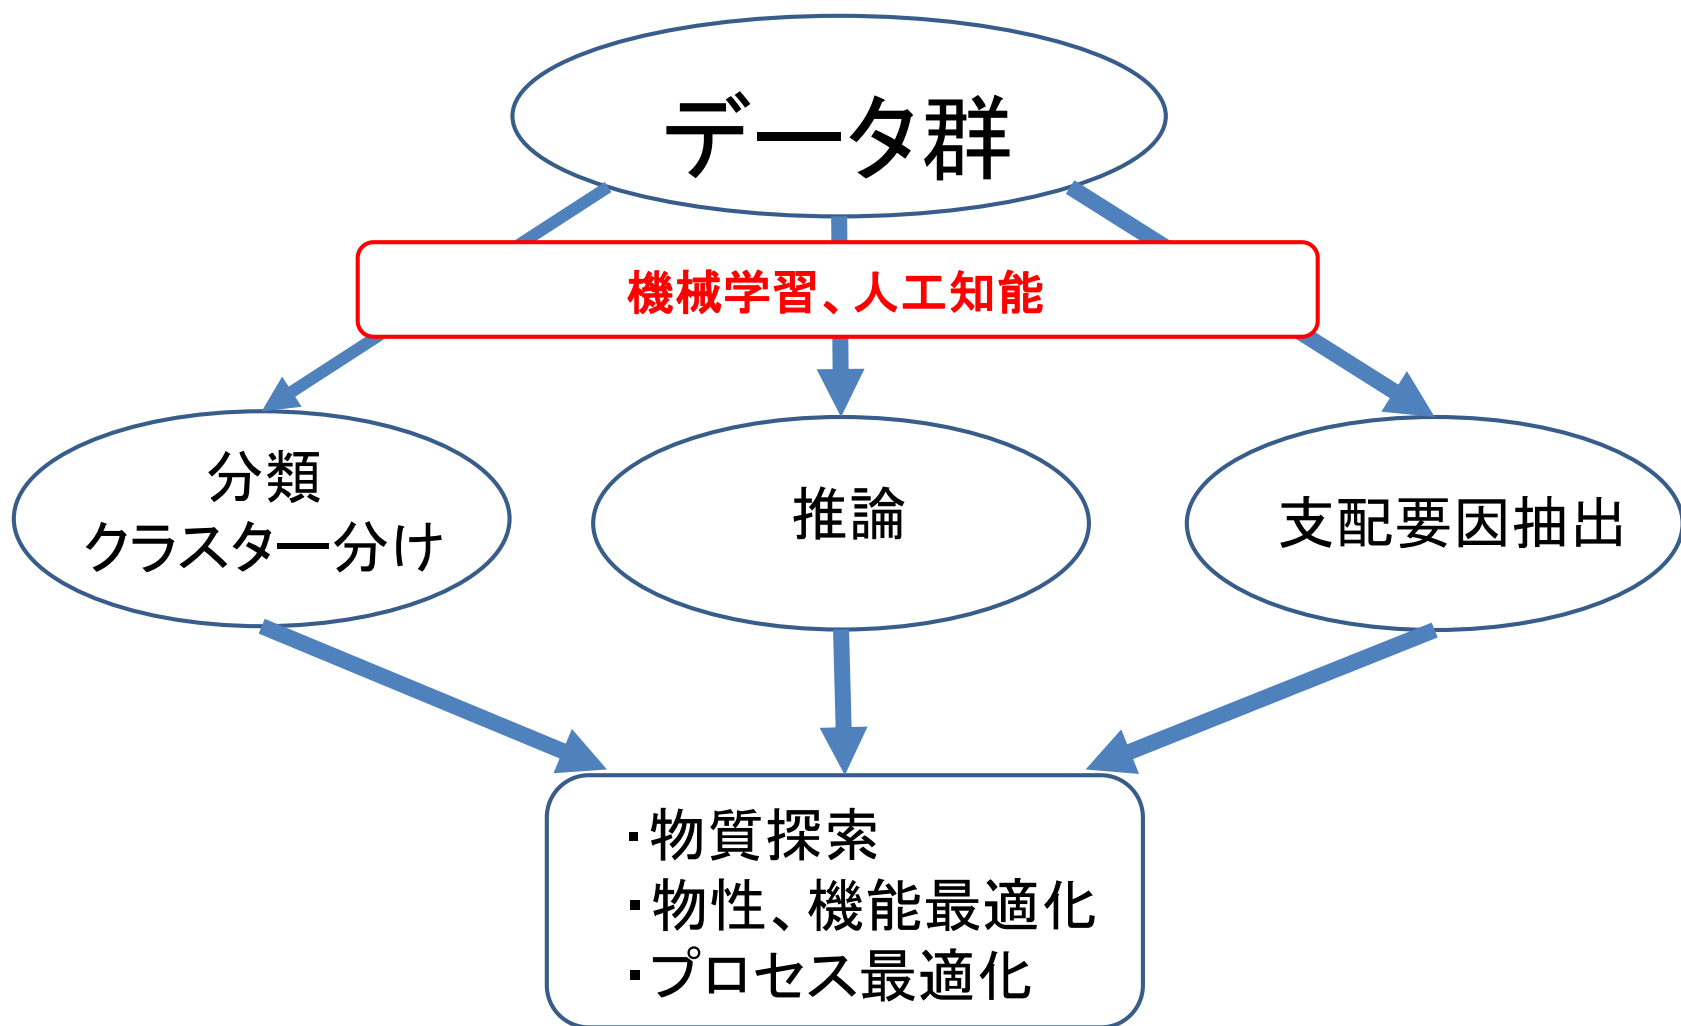 データ群
機械学習、人工知能
分類
クラスター分け
推論
支配要因抽出
・物質探索
・物性、機能最適化
・プロセス最適化